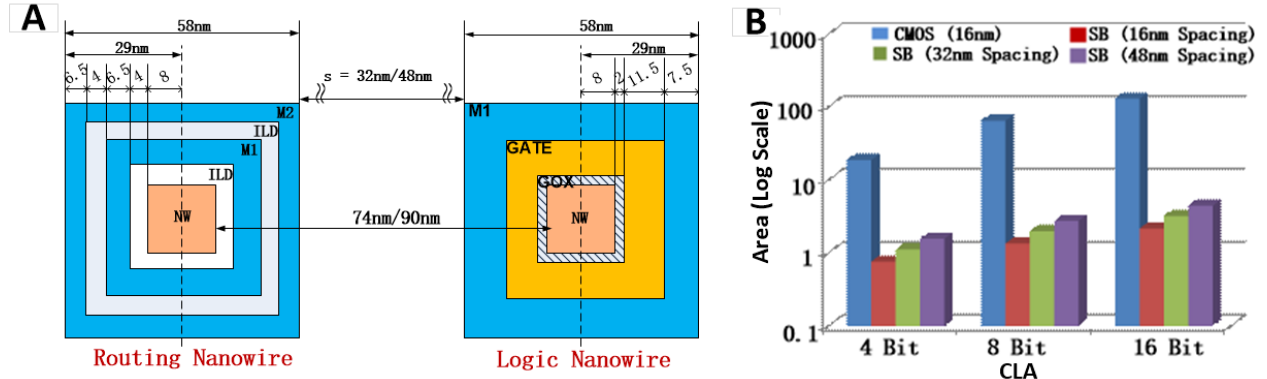 A
58nm
29nm
6.5 4 6.5 4 8
s = 32nm/48nm
58nm
29nm
8 2 11.5 7.5
M2
ILD
M1
ILD
NW
M1
GATE
GOX
NW
74nm/90nm
Routing Nanowire
Logic Nanowire
B
CMOS (16nm)
SB (16nm Spacing)
SB (32nm Spacing)
SB (48nm Spacing)
Area (Log Scale)
1000
100
10
1
0.1
4 Bit
8 Bit
16 Bit
CLA